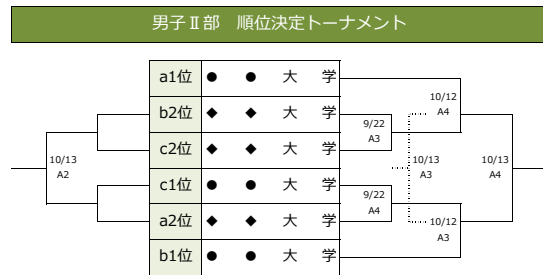 男子Ⅱ部 順位決定トーナメント
a1位 ● ● 大 学
b2位 ◆ ◆ 大 学
c2位 ◆ ◆ 大 学
c1位 ● ● 大 学
a2位 ◆ ◆ 大 学
b1位 ● ● 大 学
10/13
A2
9/22
A3
9/22
A4
10/12
A4
10/13
A3
10/12
A3
10/13
A4